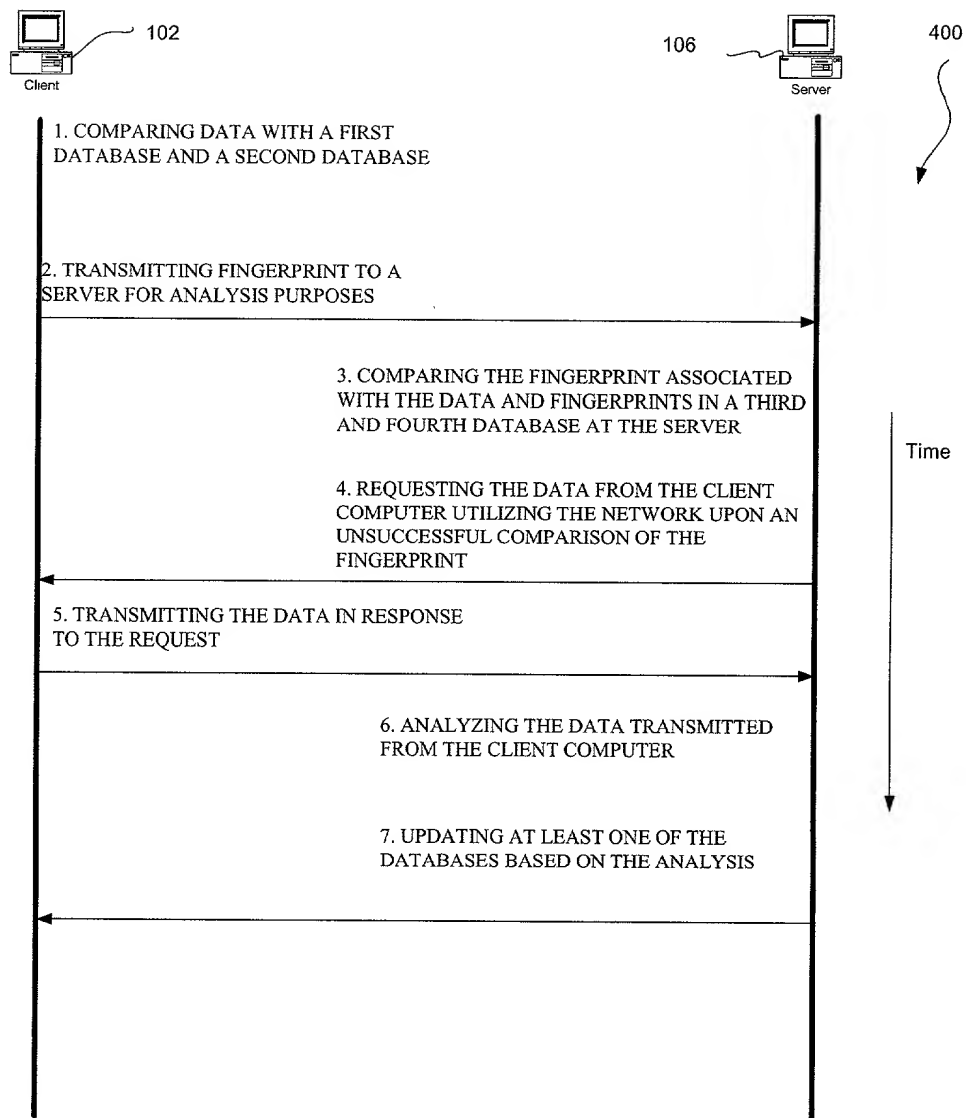 102
106
400
Client
Server
1. COMPARING DATA WITH A FIRST
DATABASE AND A SECOND DATABASE
2. TRANSMITTING FINGERPRINT TO A
SERVER FOR ANALYSIS PURPOSES
3. COMPARING THE FINGERPRINT ASSOCIATED
WITH THE DATA AND FINGERPRINTS IN A THIRD
AND FOURTH DATABASE AT THE SERVER
Time
4. REQUESTING THE DATA FROM THE CLIENT
COMPUTER UTILIZING THE NETWORK UPON AN
UNSUCCESSFUL COMPARISON OF THE
FINGERPRINT
5. TRANSMITTING THE DATA IN RESPONSE
TO THE REQUEST
6. ANALYZING THE DATA TRANSMITTED
FROM THE CLIENT COMPUTER
7. UPDATING AT LEAST ONE OF THE
DATABASES BASED ON THE ANALYSIS